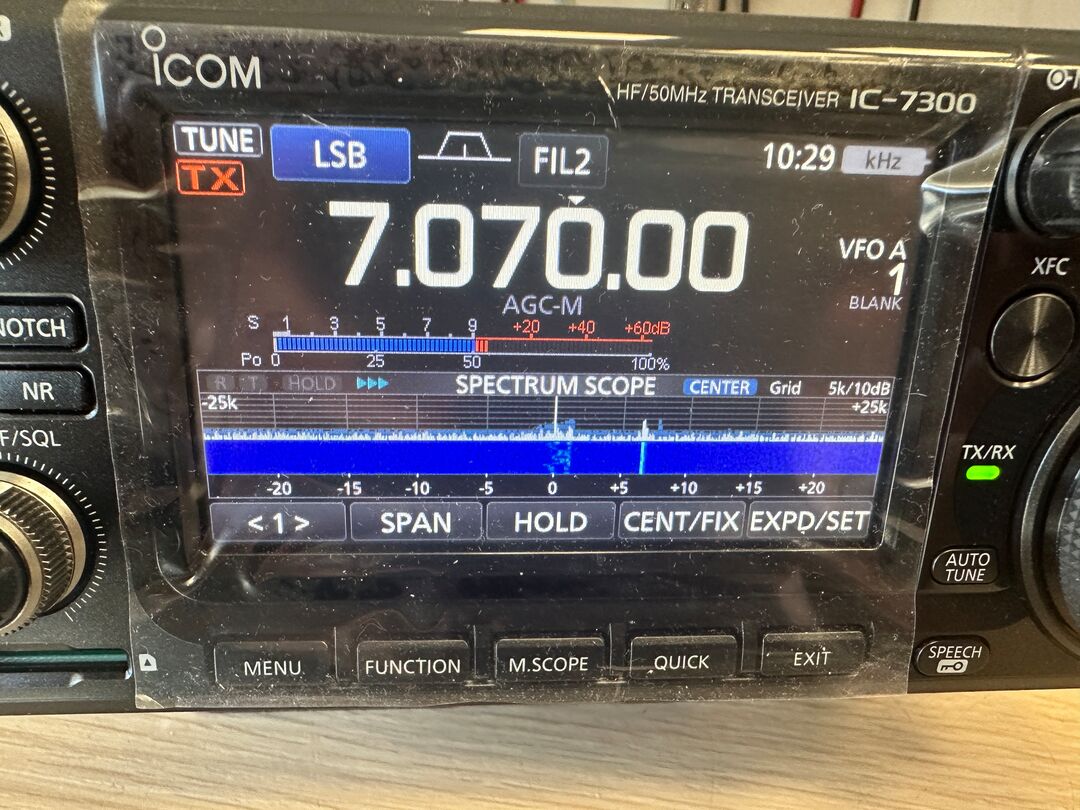 ICOM
HF/50MHz TRANSCEIVER IC-7300
TUNE LSB FIL2 10:29 kHz
TX
7.070.00
VFO A
1
BLANK
AGC-M
S 1 3 5 7 9 +20 +40 +60dB
Po 0 25 50 100%
R T HOLD SPECTRUM SCOPE CENTER Grid 5k/10dB
-25k +25k
-20 -15 -10 -5 0 +5 +10 +15 +20
< 1 > SPAN HOLD CENT/FIX EXPD/SET
MENU FUNCTION M.SCOPE QUICK EXIT
NOTCH
NR
F/SQL
XFC
TX/RX
AUTO
TUNE
SPEECH